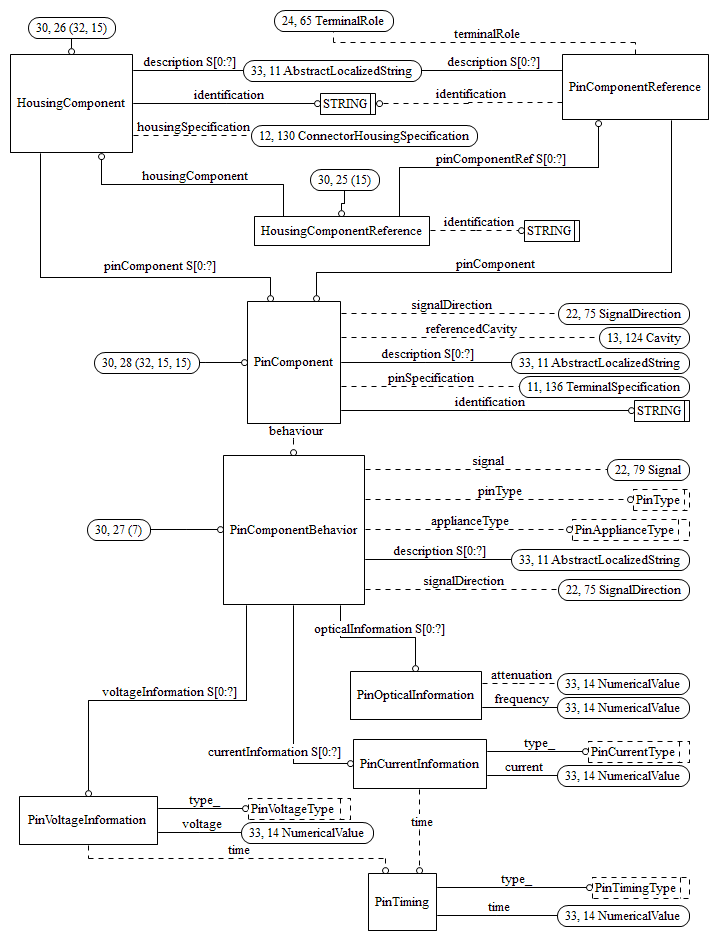 24, 65 TerminalRole
30, 26 (32, 15)
terminalRole
description S[0:?]
description S[0:?]
33, 11 AbstractLocalizedString
HousingComponent
PinComponentReference
identification
identification
STRING
housingSpecification
12, 130 ConnectorHousingSpecification
pinComponentRef S[0:?]
housingComponent
30, 25 (15)
HousingComponentReference
identification
STRING
pinComponent S[0:?]
pinComponent
signalDirection
22, 75 SignalDirection
referencedCavity
13, 124 Cavity
30, 28 (32, 15, 15)
PinComponent
description S[0:?]
33, 11 AbstractLocalizedString
pinSpecification
11, 136 TerminalSpecification
identification
STRING
behaviour
signal
22, 79 Signal
pinType
PinType
30, 27 (7)
PinComponentBehavior
applianceType
PinApplianceType
description S[0:?]
33, 11 AbstractLocalizedString
signalDirection
22, 75 SignalDirection
opticalInformation S[0:?]
attenuation
33, 14 NumericalValue
voltageInformation S[0:?]
PinOpticalInformation
frequency
33, 14 NumericalValue
currentInformation S[0:?]
type_
PinCurrentType
PinCurrentInformation
current
33, 14 NumericalValue
type_
PinVoltageType
PinVoltageInformation
voltage
33, 14 NumericalValue
time
time
type_
PinTimingType
PinTiming
time
33, 14 NumericalValue